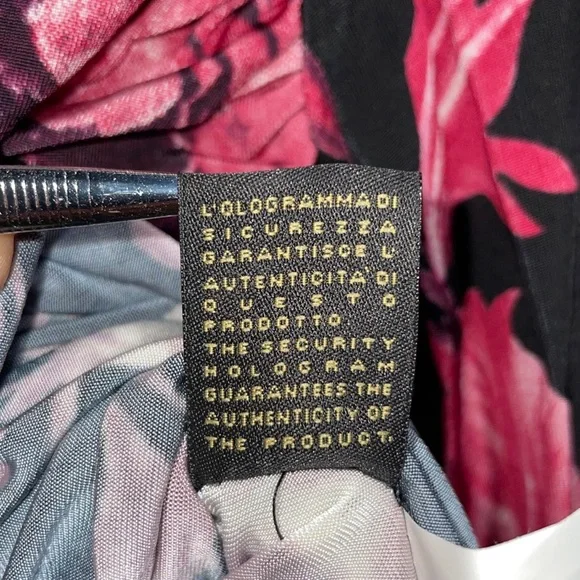 L'OLOGRAMMA DI
SICUREZZA
GARANTISCE L'
AUTENTICITA' DI
QUESTO
PRODOTTO.
THE SECURITY
HOLOGRAM
GUARANTEES THE
AUTHENTICITY OF
THE PRODUCT.